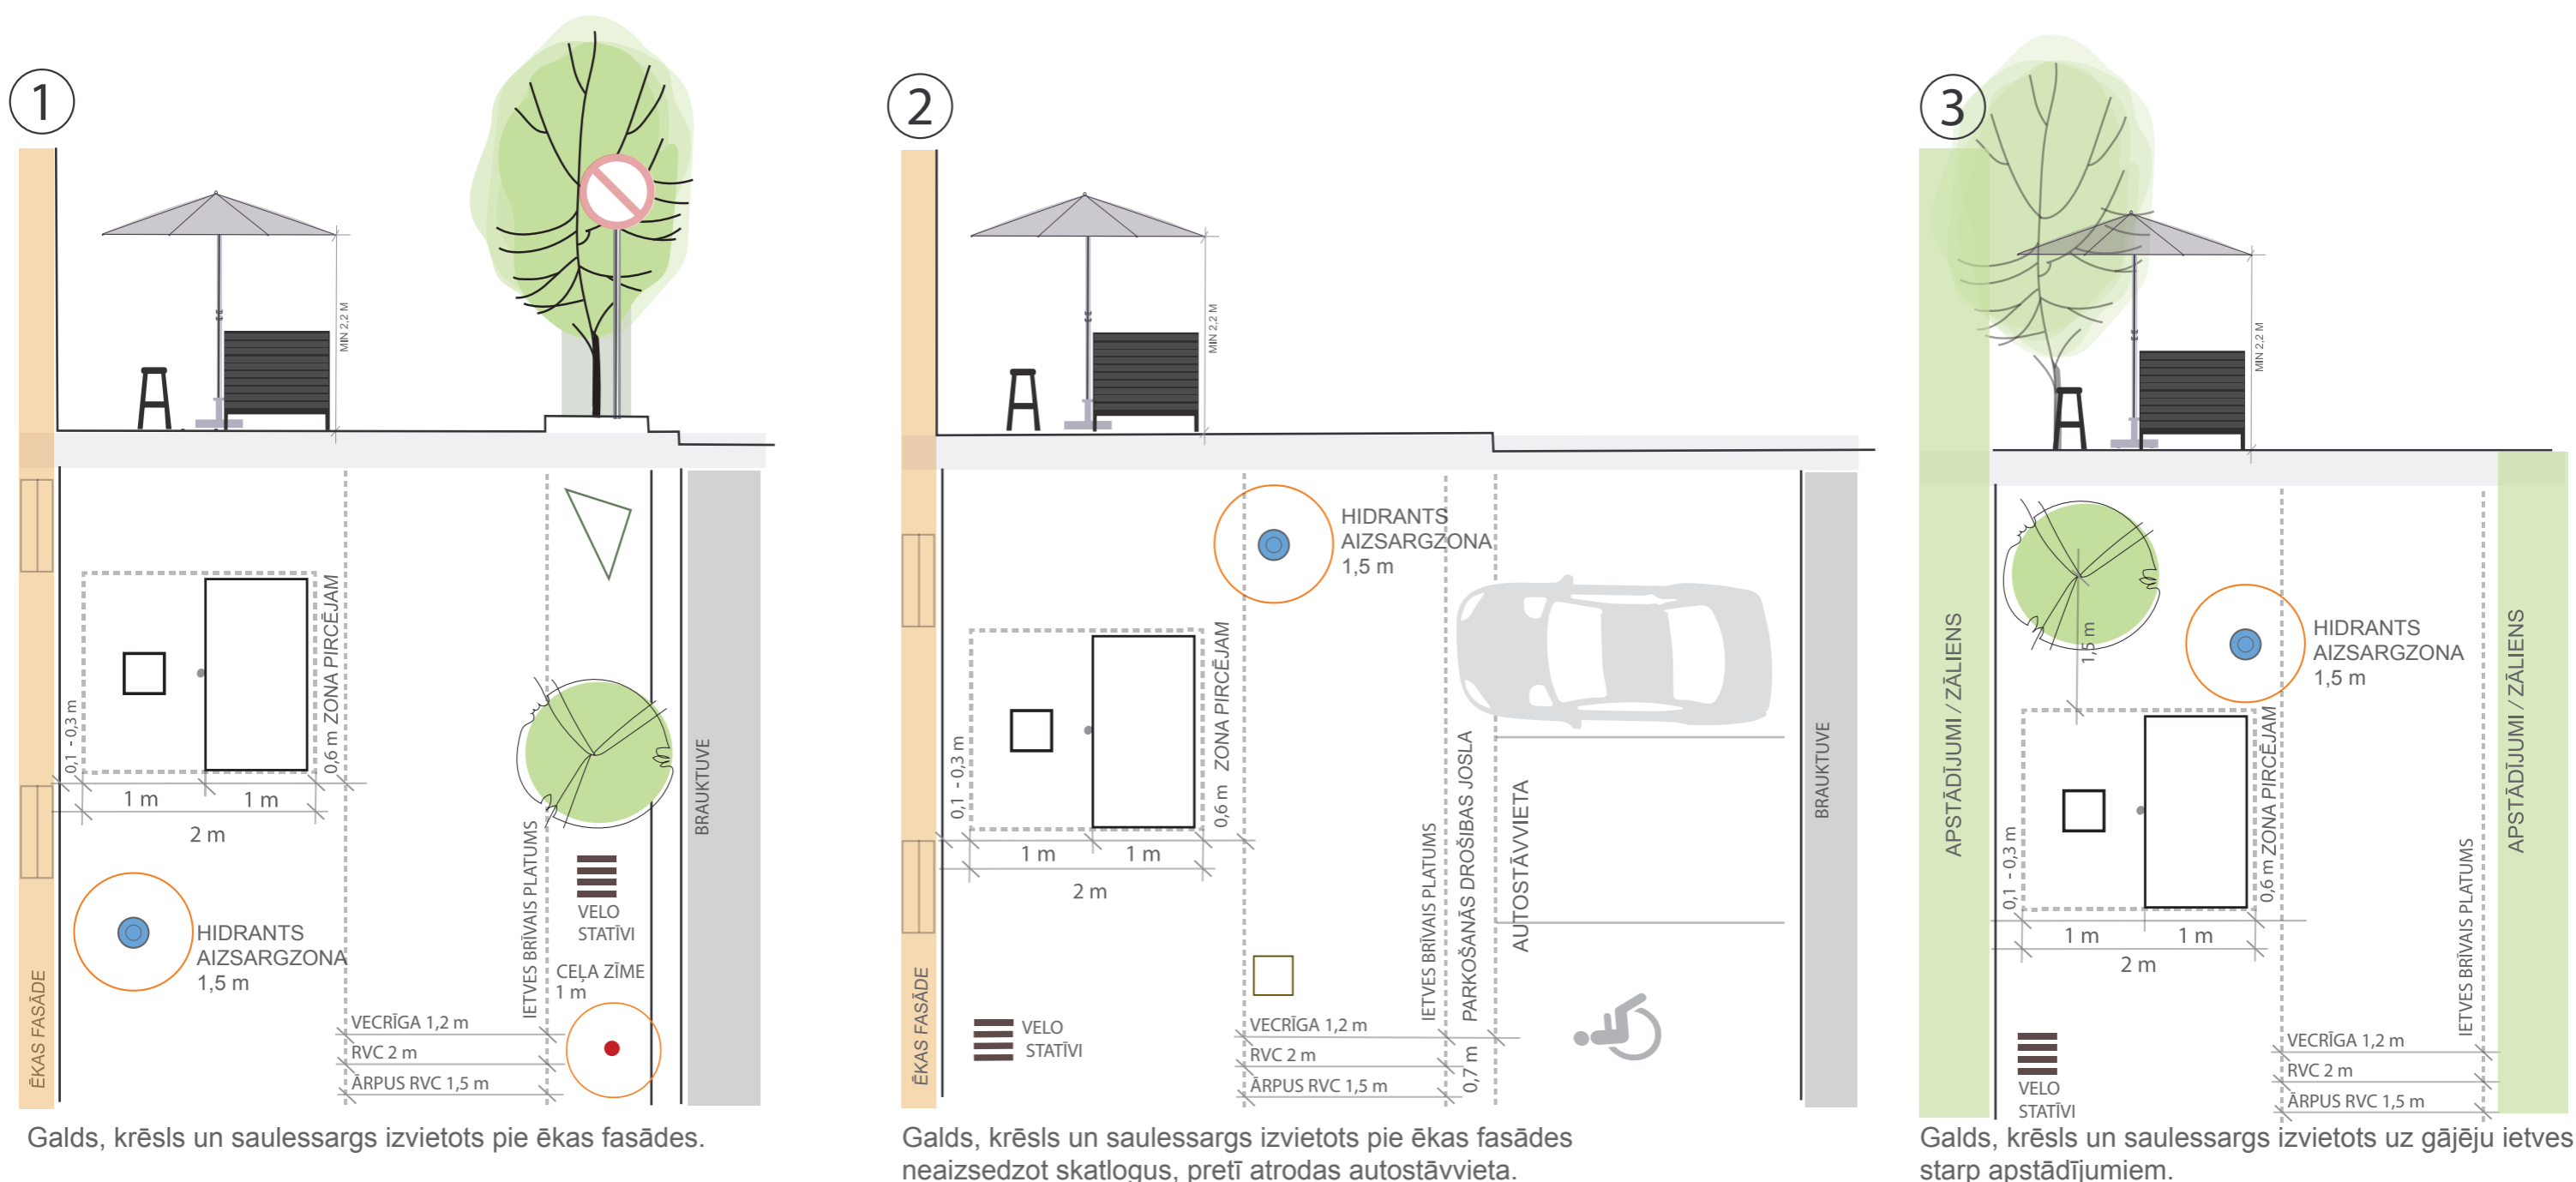 1
MIN 2,2 M
0,1 - 0,3 m
0,6 m ZONA PIRCĒJAM
1 m
1 m
2 m
HIDRANTS
AIZSARGZONA
1,5 m
ĒKAS FASĀDE
IETVES BRĪVAIS PLATUMS
VELO
STATĪVI
CEĻA ZĪME
1 m
BRAUKTUVE
VECRĪGA 1,2 m
RVC 2 m
ĀRPUS RVC 1,5 m
Galds, krēsls un saulessargs izvietots pie ēkas fasādes.
2
MIN 2,2 M
HIDRANTS
AIZSARGZONA
1,5 m
0,1 - 0,3 m
0,6 m ZONA PIRCĒJAM
1 m
1 m
2 m
ĒKAS FASĀDE
VELO
STATĪVI
IETVES BRĪVAIS PLATUMS
0,7 m PARKOŠANĀS DROŠIBAS JOSLA
AUTOSTĀVVIETA
BRAUKTUVE
VECRĪGA 1,2 m
RVC 2 m
ĀRPUS RVC 1,5 m
Galds, krēsls un saulessargs izvietots pie ēkas fasādes
neaizsedzot skatlogus, pretī atrodas autostāvvieta.
3
MIN 2,2 M
1,5 m
HIDRANTS
AIZSARGZONA
1,5 m
APSTĀDĪJUMI / ZĀLIENS
0,1 - 0,3 m
0,6 m ZONA PIRCĒJAM
1 m
1 m
2 m
IETVES BRĪVAIS PLATUMS
APSTĀDĪJUMI / ZĀLIENS
VELO
STATĪVI
VECRĪGA 1,2 m
RVC 2 m
ĀRPUS RVC 1,5 m
Galds, krēsls un saulessargs izvietots uz gājēju ietves
starp apstādījumiem.